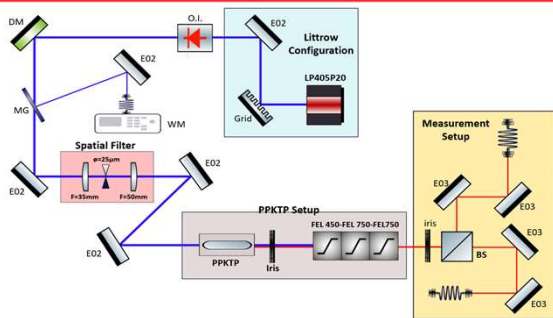 DM
O.I.
E02
Littrow
Configuration
E02
LP405P20
Grid
MG
WM
Measurement
Setup
Spatial Filter
ø=25µm
E02
F=35mm
F=50mm
E02
E03
E03
PPKTP Setup
FEL 450-FEL 750-FEL750
iris
E03
E02
PPKTP
Iris
BS
E03